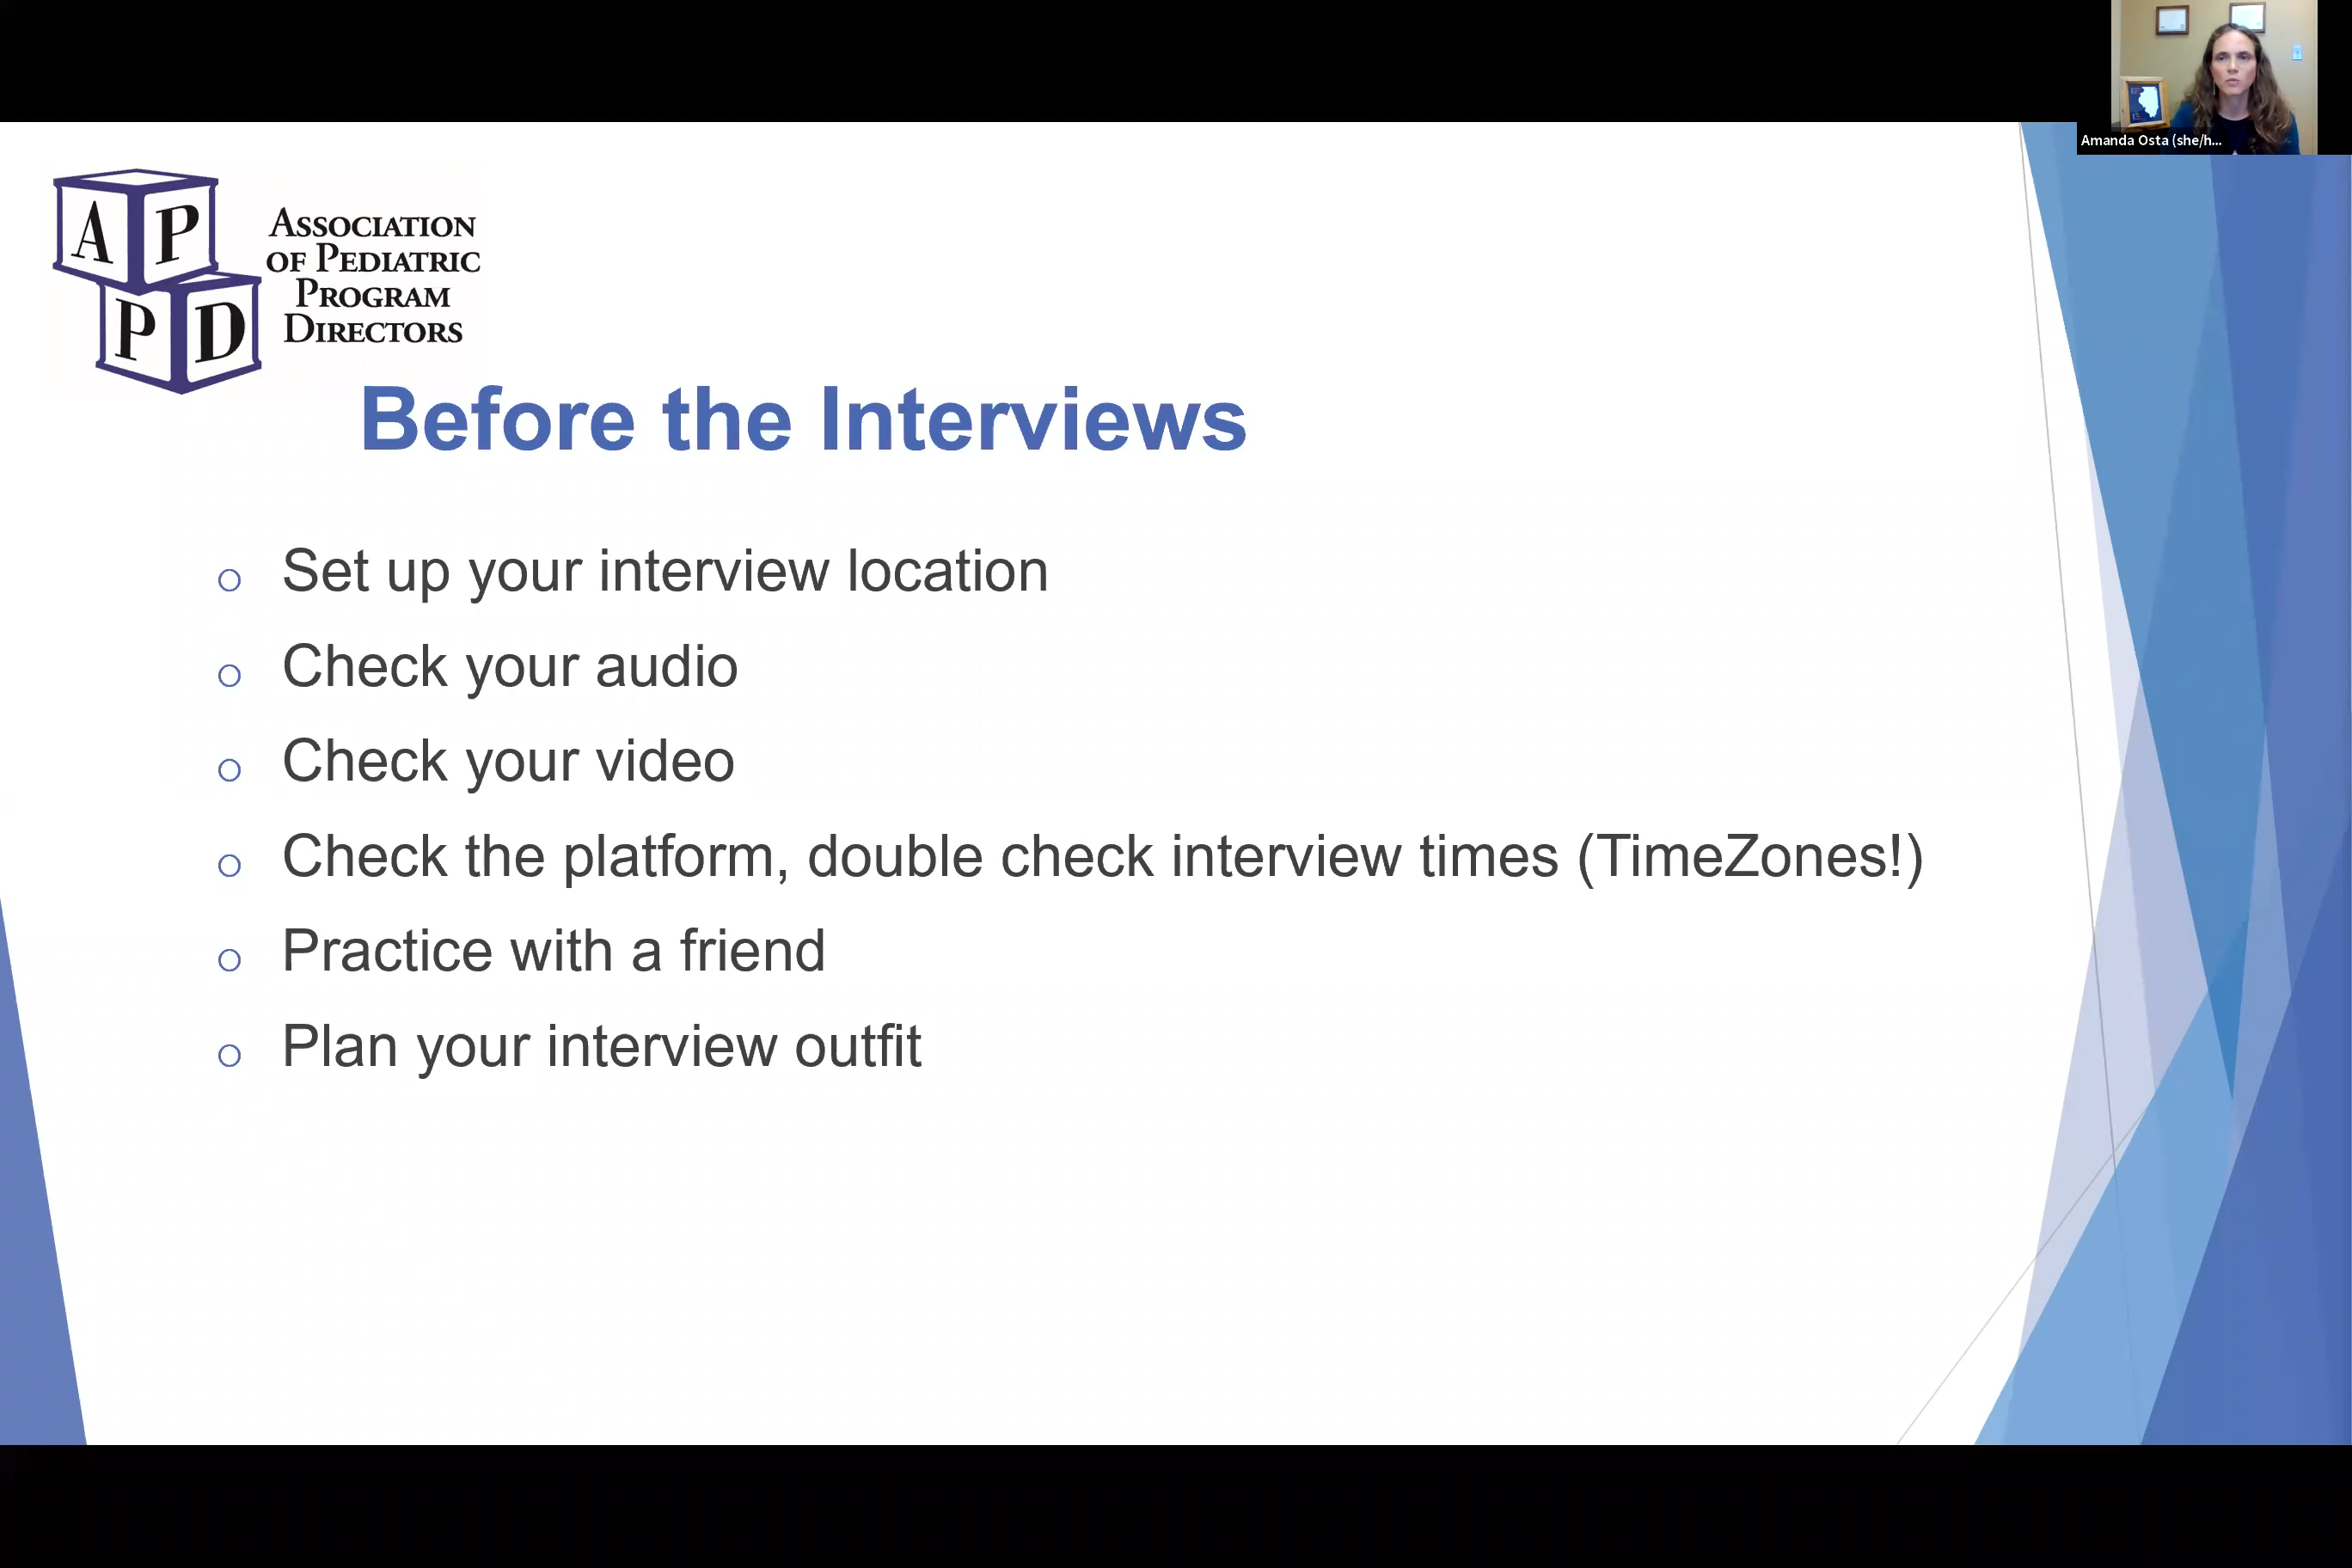 Amanda Osta (she/h...
A P
P D
Association
of Pediatric
Program
Directors
Before the Interviews
o Set up your interview location
o Check your audio
o Check your video
o Check the platform, double check interview times (TimeZones!)
o Practice with a friend
o Plan your interview outfit